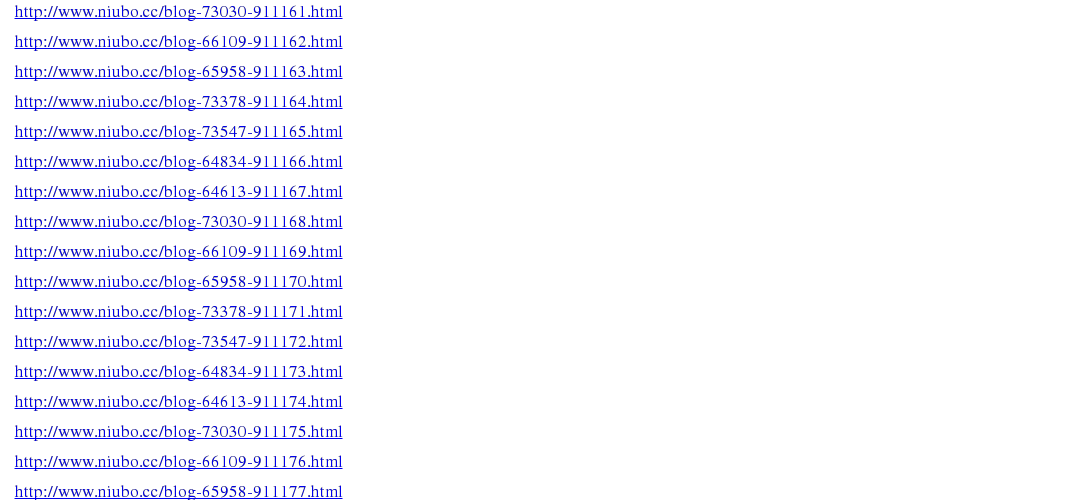 http://www.niubo.cc/blog-73030-911161.html
http://www.niubo.cc/blog-66109-911162.html
http://www.niubo.cc/blog-65958-911163.html
http://www.niubo.cc/blog-73378-911164.html
http://www.niubo.cc/blog-73547-911165.html
http://www.niubo.cc/blog-64834-911166.html
http://www.niubo.cc/blog-64613-911167.html
http://www.niubo.cc/blog-73030-911168.html
http://www.niubo.cc/blog-66109-911169.html
http://www.niubo.cc/blog-65958-911170.html
http://www.niubo.cc/blog-73378-911171.html
http://www.niubo.cc/blog-73547-911172.html
http://www.niubo.cc/blog-64834-911173.html
http://www.niubo.cc/blog-64613-911174.html
http://www.niubo.cc/blog-73030-911175.html
http://www.niubo.cc/blog-66109-911176.html
http://www.niubo.cc/blog-65958-911177.html